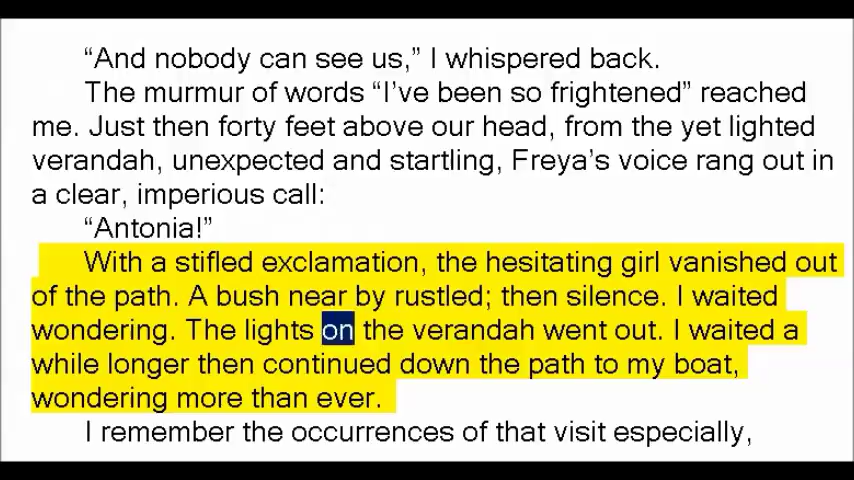 “And nobody can see us,” I whispered back.
The murmur of words “I’ve been so frightened” reached
me. Just then forty feet above our head, from the yet lighted
verandah, unexpected and startling, Freya’s voice rang out in
a clear, imperious call:
“Antonia!”
With a stifled exclamation, the hesitating girl vanished out
of the path. A bush near by rustled; then silence. I waited
wondering. The lights on the verandah went out. I waited a
while longer then continued down the path to my boat,
wondering more than ever.
I remember the occurrences of that visit especially,